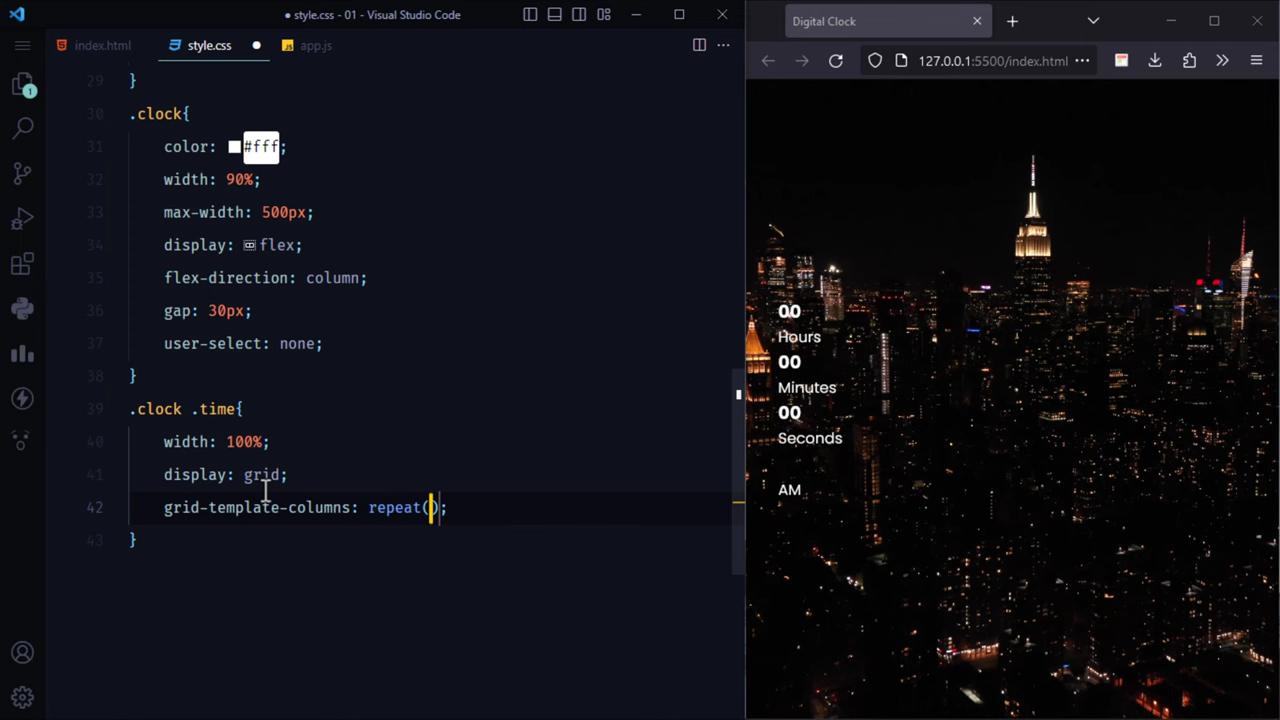 style.css - 01 - Visual Studio Code
index.html
style.css
app.js
29 }
30 .clock{
31 color: #fff;
32 width: 90%;
33 max-width: 500px;
34 display: flex;
35 flex-direction: column;
36 gap: 30px;
37 user-select: none;
38 }
39 .clock .time{
40 width: 100%;
41 display: grid;
42 grid-template-columns: repeat();
43 }
1
Digital Clock
127.0.0.1:5500/index.html
00
Hours
00
Minutes
00
Seconds
AM